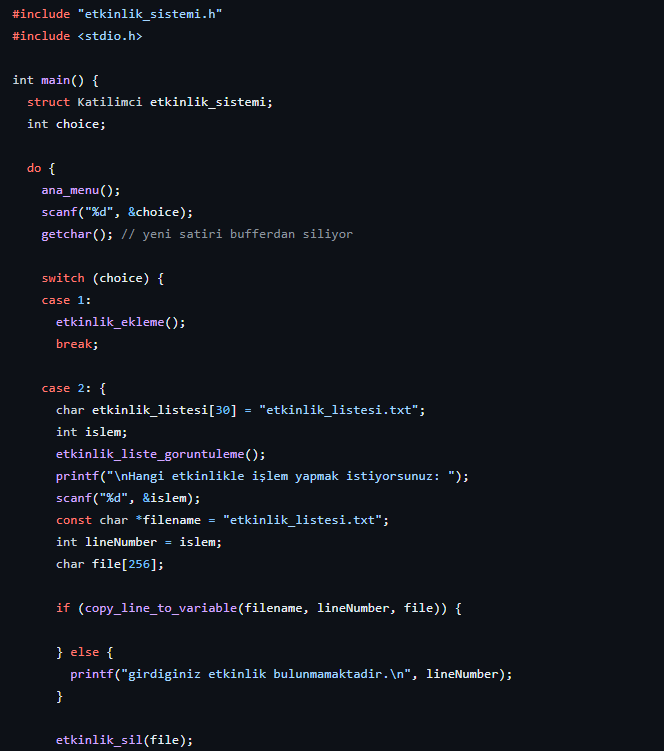 #include "etkinlik_sistemi.h"
#include <stdio.h>
int main() {
struct Katilimci etkinlik_sistemi;
int choice;
do {
ana_menu();
scanf("%d", &choice);
getchar(); // yeni satiri bufferdan siliyor
switch (choice) {
case 1:
etkinlik_ekleme();
break;
case 2: {
char etkinlik_listesi[30] = "etkinlik_listesi.txt";
int islem;
etkinlik_liste_goruntuleme();
printf("\nHangi etkinlikle işlem yapmak istiyorsunuz: ");
scanf("%d", &islem);
const char *filename = "etkinlik_listesi.txt";
int lineNumber = islem;
char file[256];
if (copy_line_to_variable(filename, lineNumber, file)) {
} else {
printf("girdiginiz etkinlik bulunmamaktadir.\n", lineNumber);
}
etkinlik_sil(file);